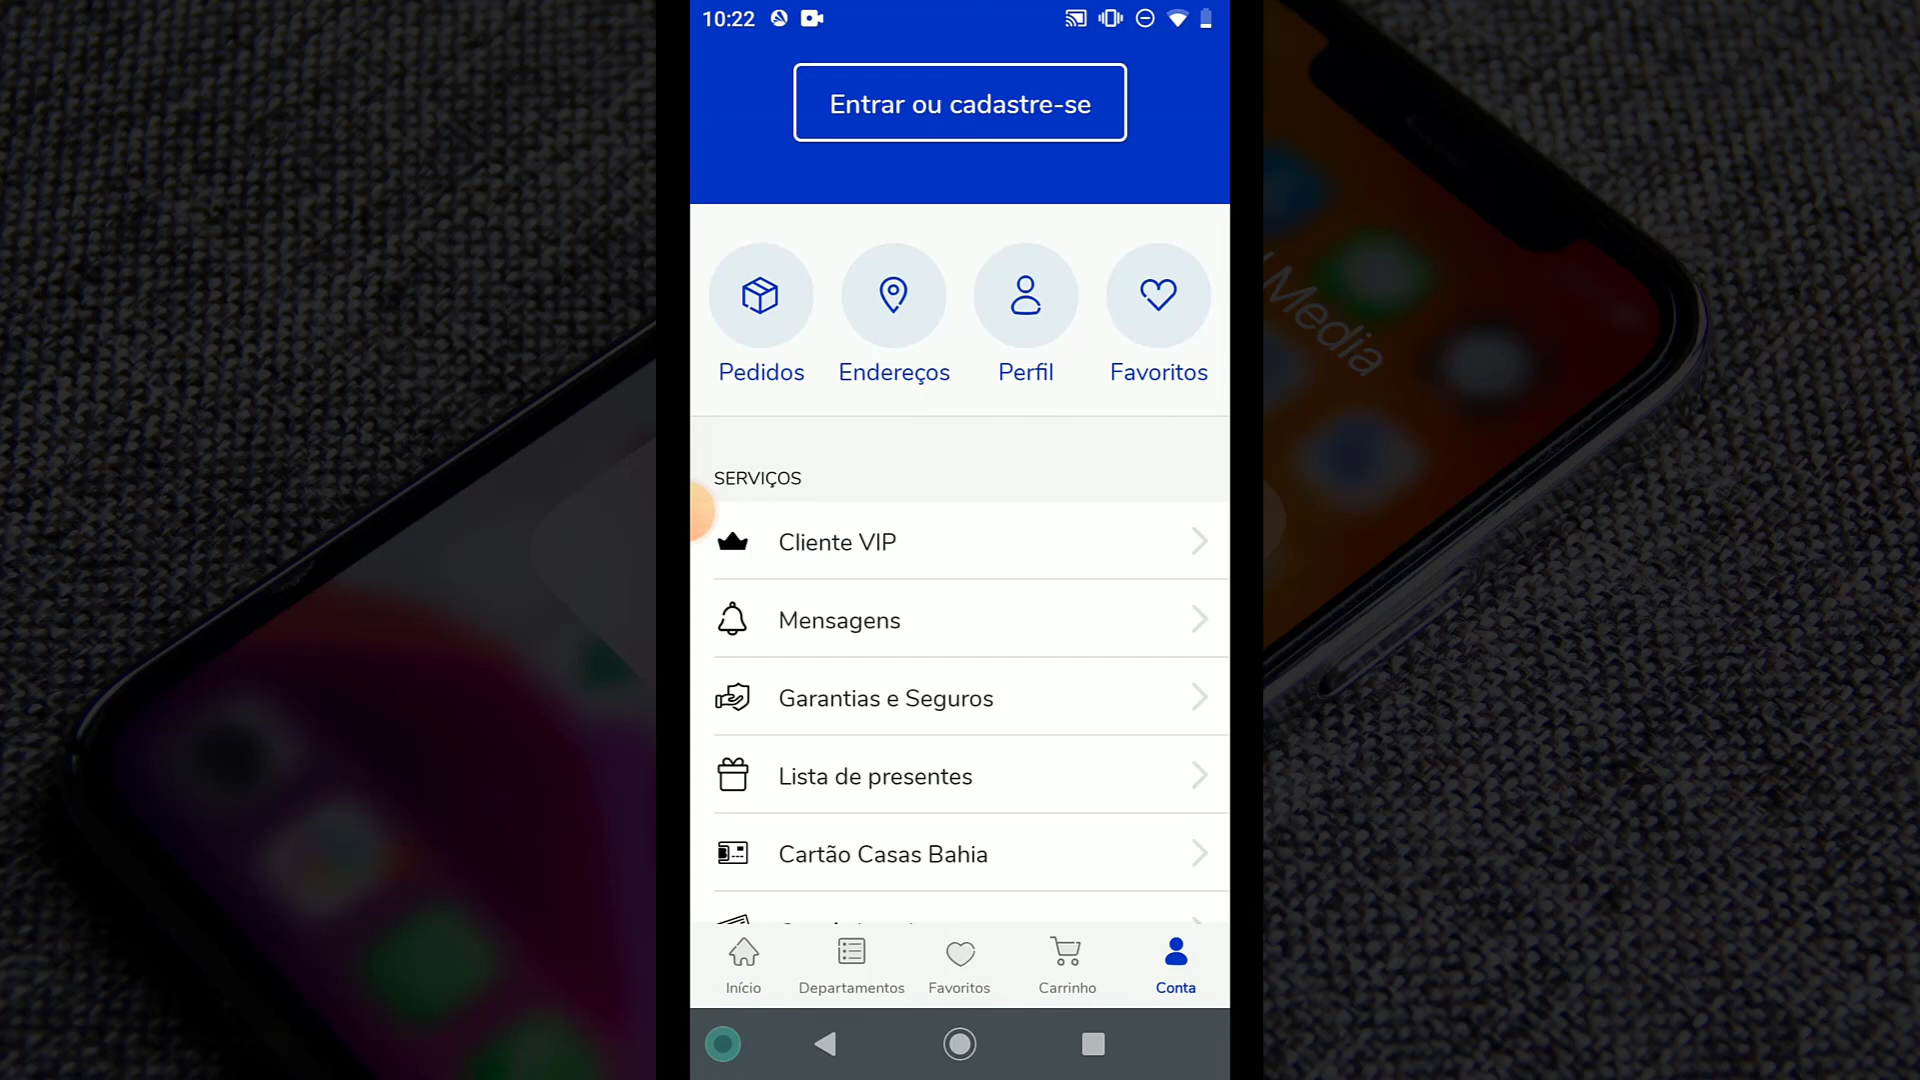 10:22
Entrar ou cadastre-se
Pedidos
Endereços
Perfil
Favoritos
SERVIÇOS
Cliente VIP
Mensagens
Garantias e Seguros
Lista de presentes
Cartão Casas Bahia
Início
Departamentos
Favoritos
Carrinho
Conta
Media